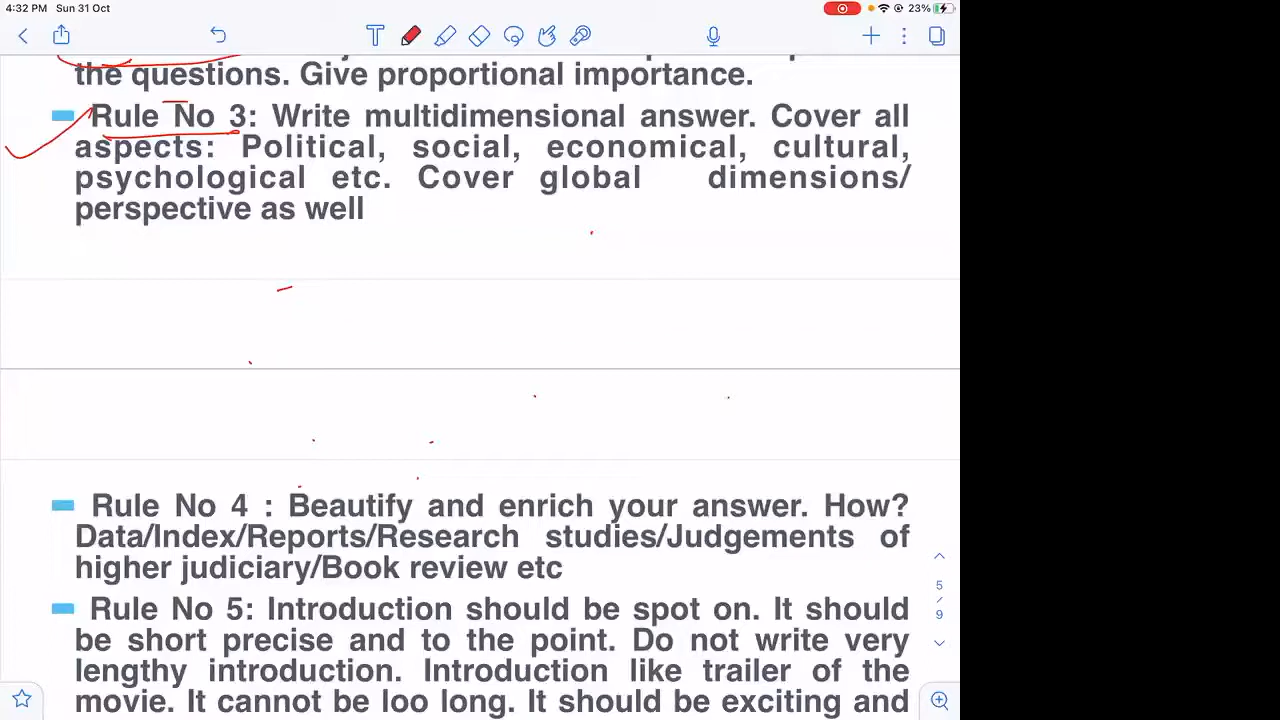 4:32 PM Sun 31 Oct
23%
the questions. Give proportional importance.
Rule No 3: Write multidimensional answer. Cover all
aspects: Political, social, economical, cultural,
psychological etc. Cover global dimensions/
perspective as well
Rule No 4 : Beautify and enrich your answer. How?
Data/Index/Reports/Research studies/Judgements of
higher judiciary/Book review etc
Rule No 5: Introduction should be spot on. It should
be short precise and to the point. Do not write very
lengthy introduction. Introduction like trailer of the
movie. It cannot be loo long. It should be exciting and
5
/
9